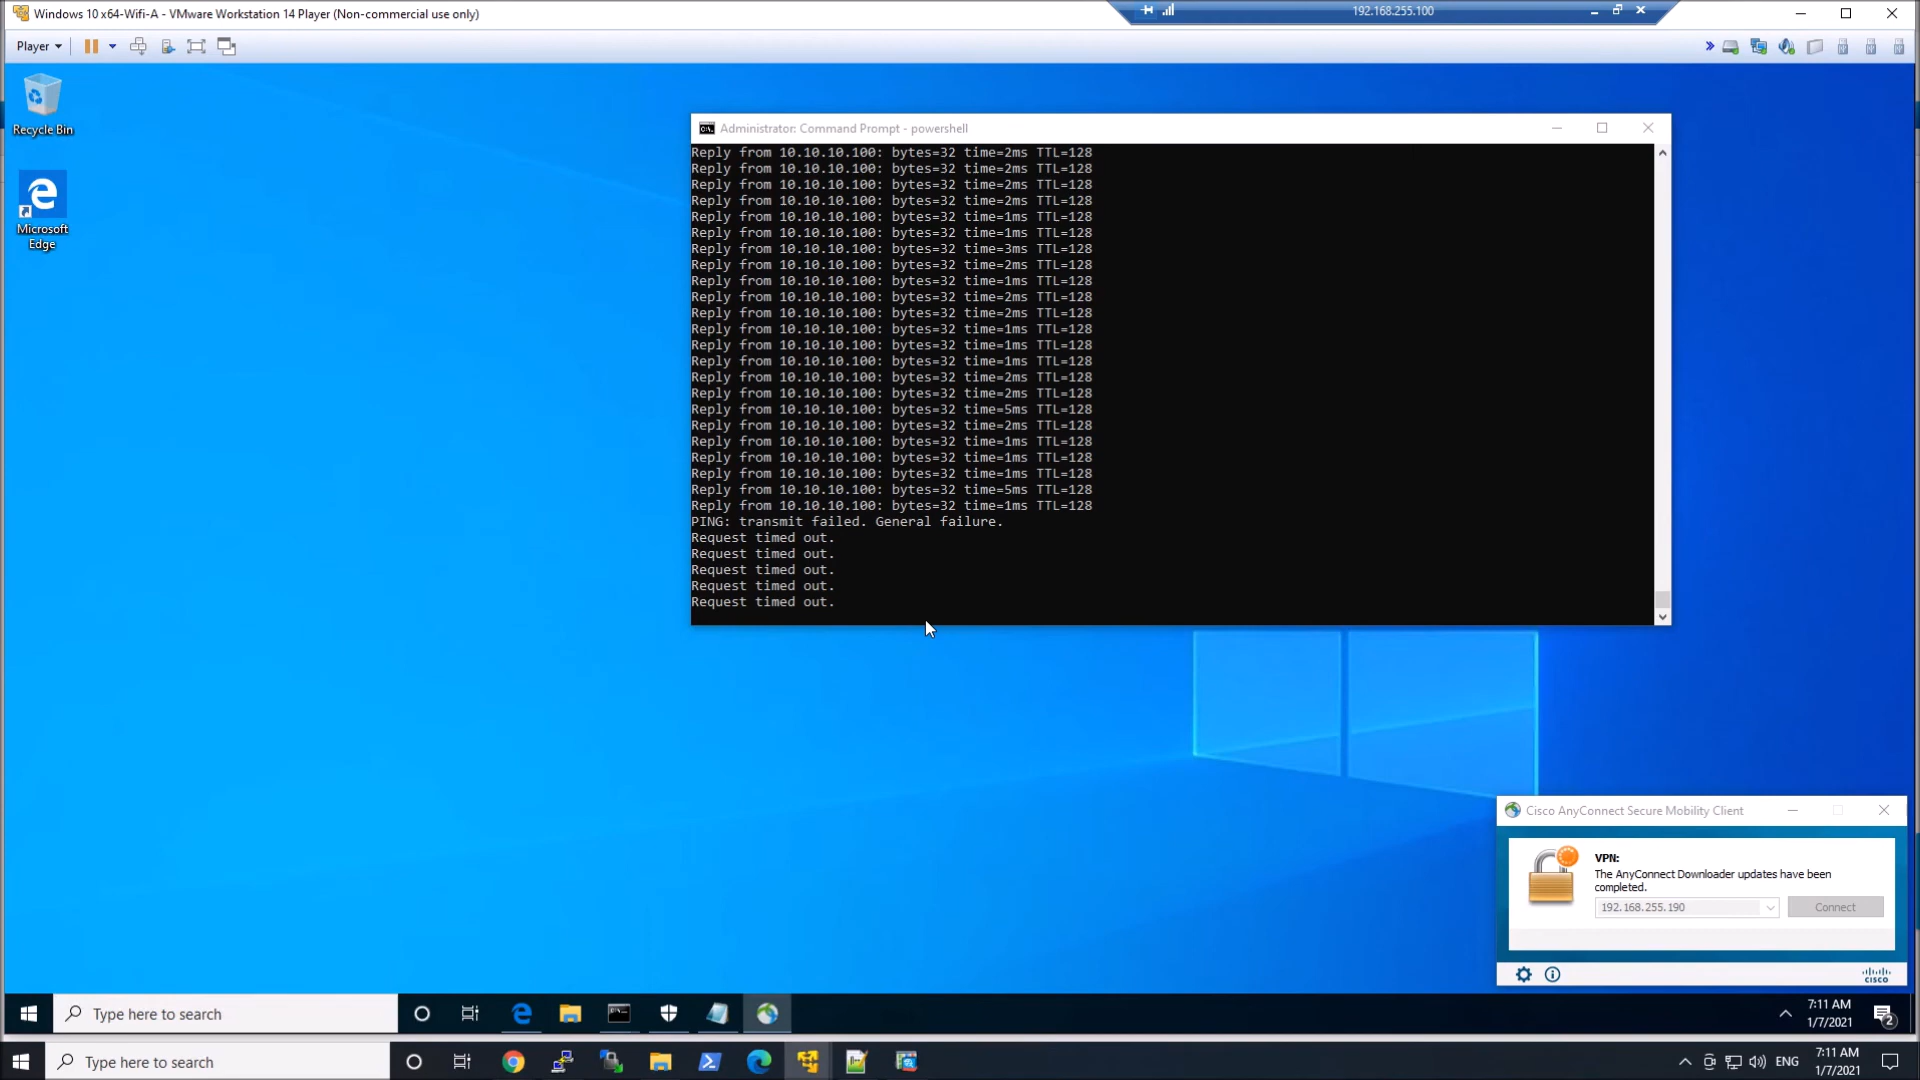 Windows 10 x64-Wifi-A - VMware Workstation 14 Player (Non-commercial use only)
192.168.255.100
Player
Recycle Bin
Microsoft
Edge
Administrator: Command Prompt - powershell
Reply from 10.10.10.100: bytes=32 time=2ms TTL=128
Reply from 10.10.10.100: bytes=32 time=2ms TTL=128
Reply from 10.10.10.100: bytes=32 time=2ms TTL=128
Reply from 10.10.10.100: bytes=32 time=2ms TTL=128
Reply from 10.10.10.100: bytes=32 time=1ms TTL=128
Reply from 10.10.10.100: bytes=32 time=1ms TTL=128
Reply from 10.10.10.100: bytes=32 time=3ms TTL=128
Reply from 10.10.10.100: bytes=32 time=2ms TTL=128
Reply from 10.10.10.100: bytes=32 time=1ms TTL=128
Reply from 10.10.10.100: bytes=32 time=2ms TTL=128
Reply from 10.10.10.100: bytes=32 time=2ms TTL=128
Reply from 10.10.10.100: bytes=32 time=1ms TTL=128
Reply from 10.10.10.100: bytes=32 time=1ms TTL=128
Reply from 10.10.10.100: bytes=32 time=1ms TTL=128
Reply from 10.10.10.100: bytes=32 time=2ms TTL=128
Reply from 10.10.10.100: bytes=32 time=2ms TTL=128
Reply from 10.10.10.100: bytes=32 time=5ms TTL=128
Reply from 10.10.10.100: bytes=32 time=2ms TTL=128
Reply from 10.10.10.100: bytes=32 time=1ms TTL=128
Reply from 10.10.10.100: bytes=32 time=1ms TTL=128
Reply from 10.10.10.100: bytes=32 time=1ms TTL=128
Reply from 10.10.10.100: bytes=32 time=5ms TTL=128
Reply from 10.10.10.100: bytes=32 time=1ms TTL=128
PING: transmit failed. General failure.
Request timed out.
Request timed out.
Request timed out.
Request timed out.
Request timed out.
Cisco AnyConnect Secure Mobility Client
VPN:
The AnyConnect Downloader updates have been
completed.
192.168.255.190
Connect
cisco
Type here to search
7:11 AM
1/7/2021
2
Type here to search
ENG
7:11 AM
1/7/2021